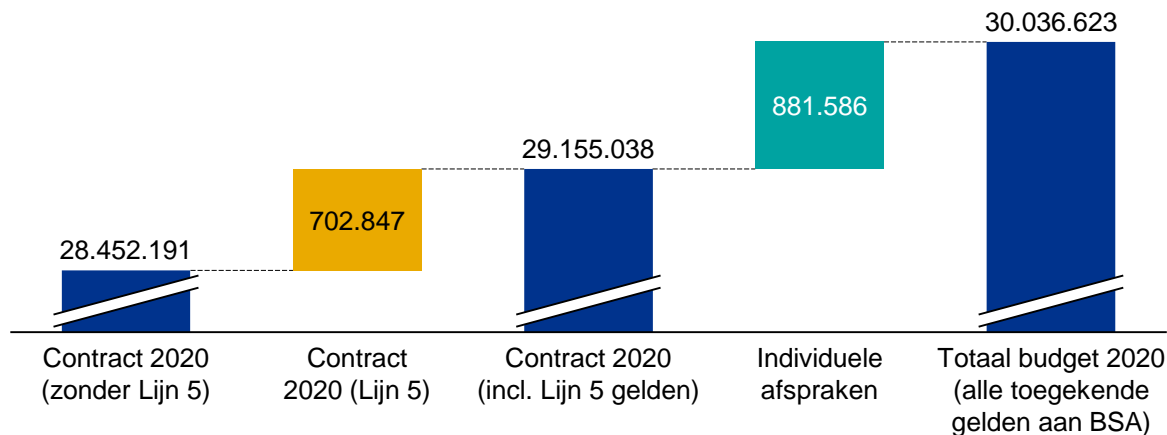 30.036.623
881.586
29.155.038
702.847
28.452.191
Contract 2020
(zonder Lijn 5)
Contract
2020 (Lijn 5)
Contract 2020
(incl. Lijn 5 gelden)
Individuele
afspraken
Totaal budget 2020
(alle toegekende
gelden aan BSA)